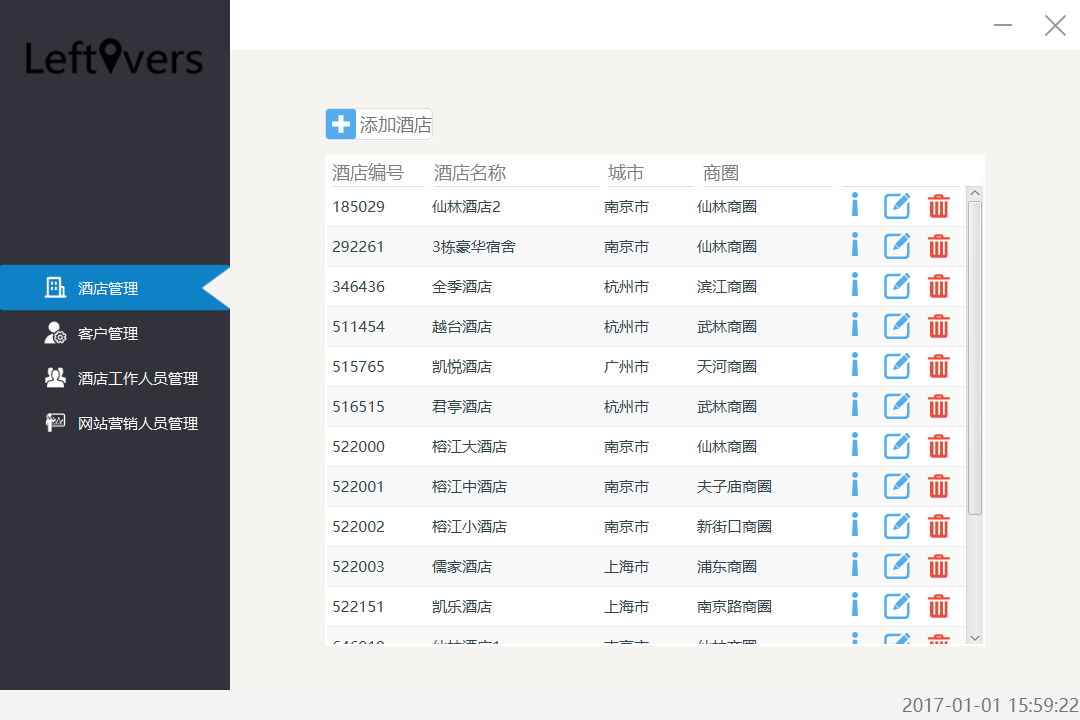 LeftOvers
添加酒店
酒店编号 酒店名称 城市 商圈
185029 仙林酒店2 南京市 仙林商圈
292261 3栋豪华宿舍 南京市 仙林商圈
346436 全季酒店 杭州市 滨江商圈
511454 越台酒店 杭州市 武林商圈
515765 凯悦酒店 广州市 天河商圈
516515 君亭酒店 杭州市 武林商圈
522000 榕江大酒店 南京市 仙林商圈
522001 榕江中酒店 南京市 夫子庙商圈
522002 榕江小酒店 南京市 新街口商圈
522003 儒家酒店 上海市 浦东商圈
522151 凯乐酒店 上海市 南京路商圈
酒店管理
客户管理
酒店工作人员管理
网站营销人员管理
2017-01-01 15:59:22